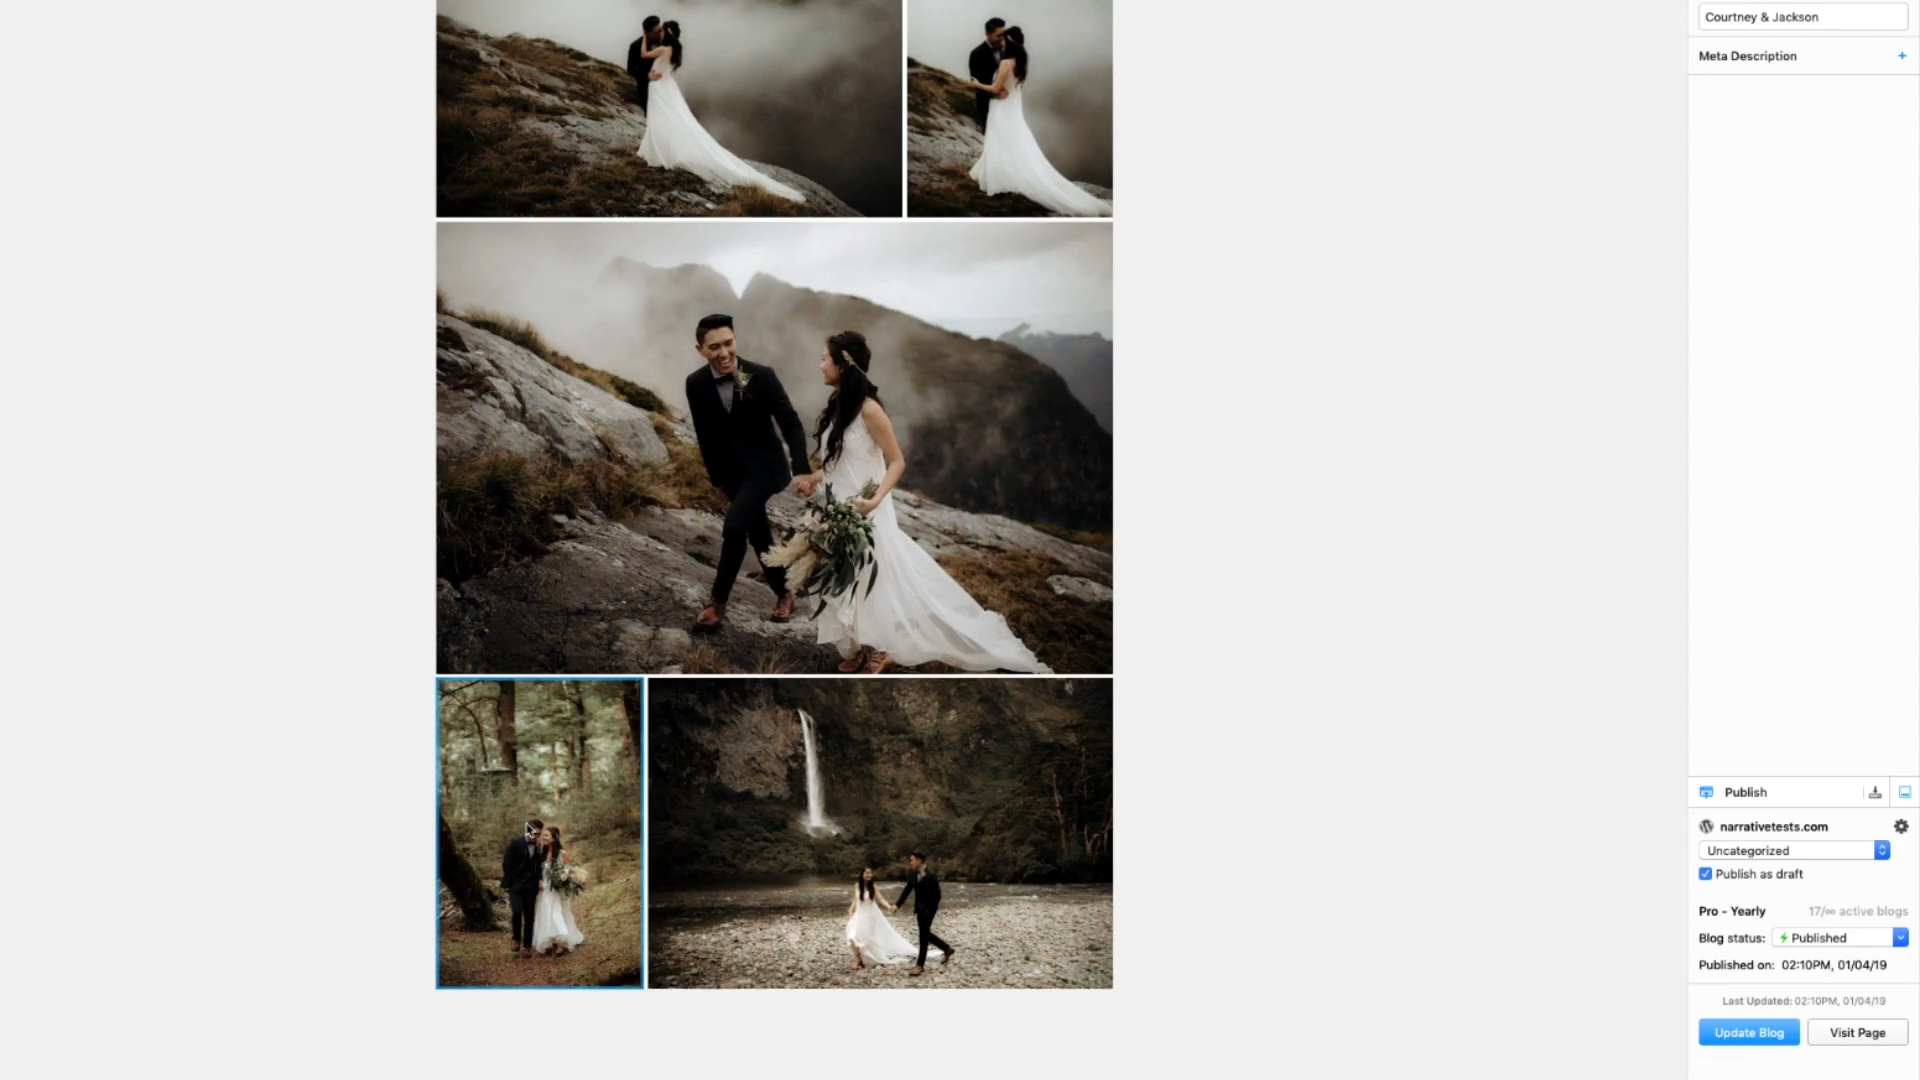 Courtney & Jackson
Meta Description
Publish
narrativetests.com
Uncategorized
Publish as draft
Pro - Yearly 17/∞ active blogs
Blog status: Published
Published on: 02:10PM, 01/04/19
Last Updated: 02:10PM, 01/04/19
Update Blog Visit Page